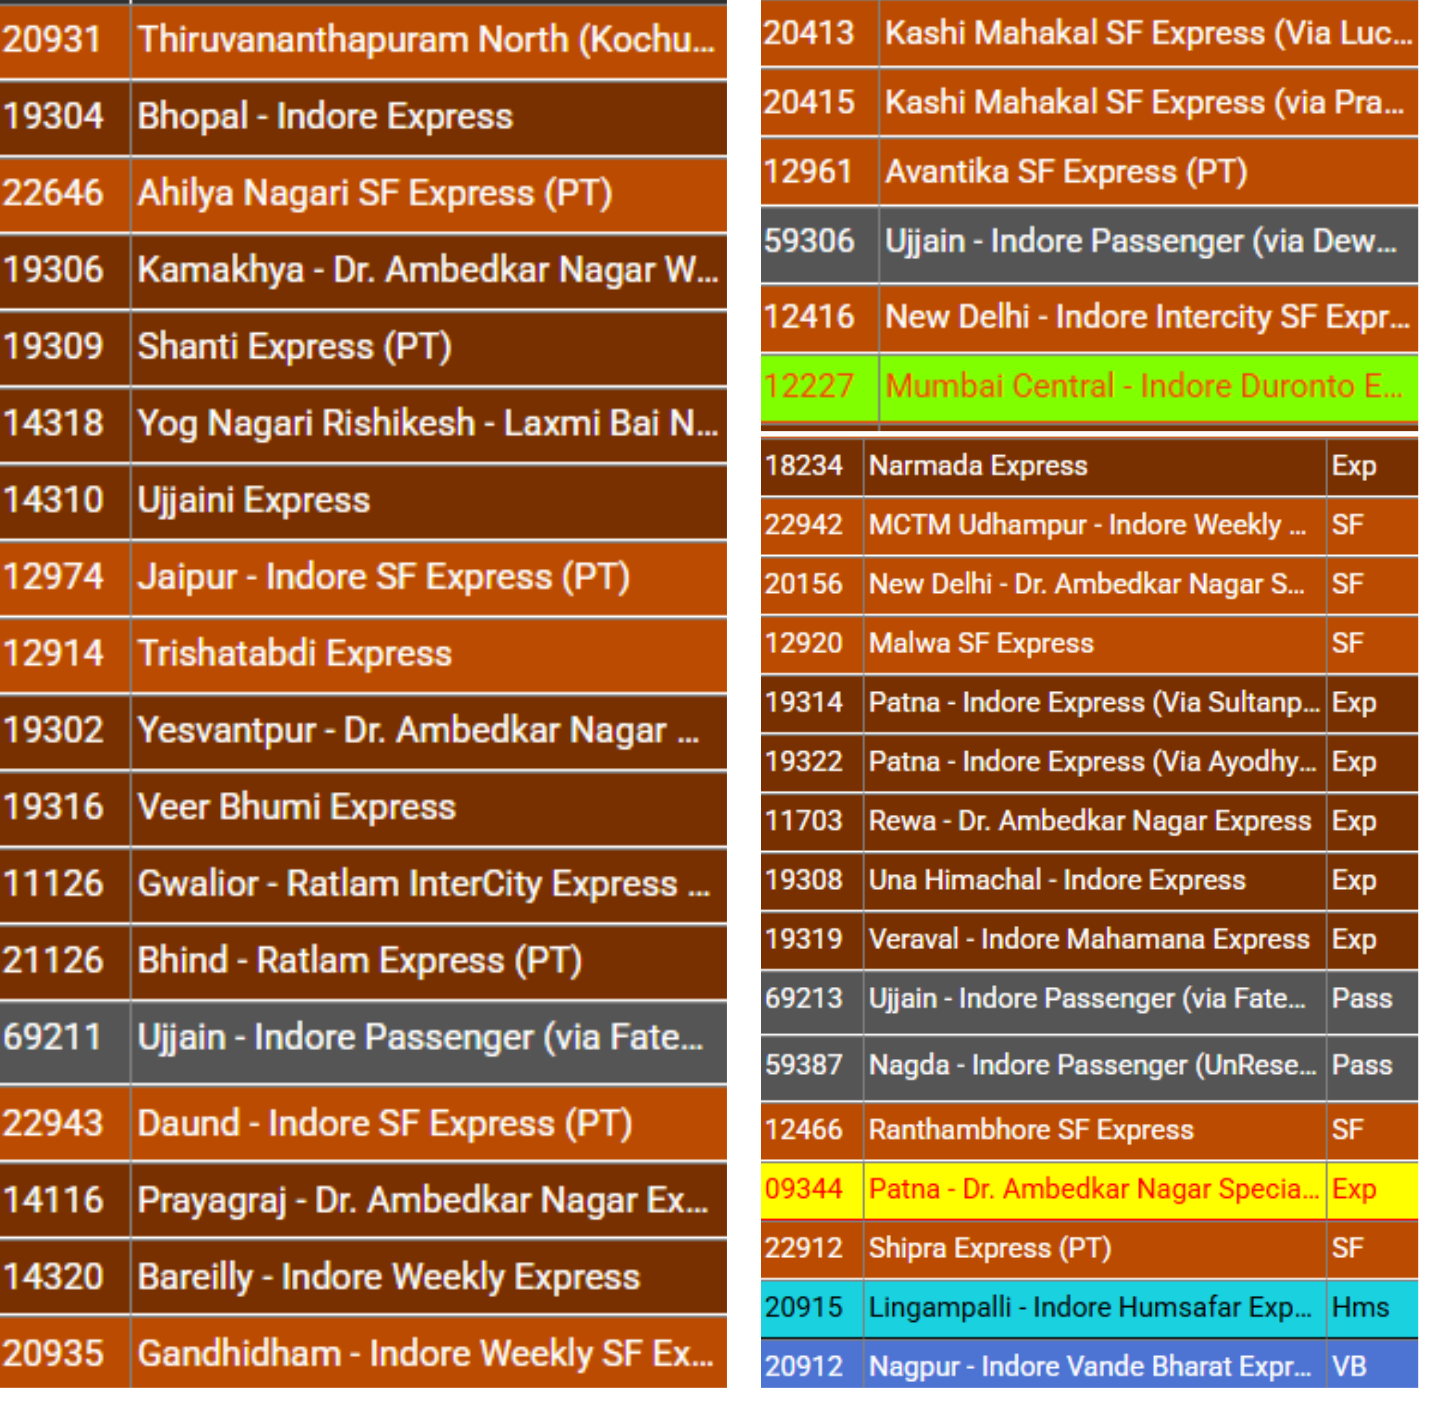 20931 Thiruvananthapuram North (Kochu...
19304 Bhopal - Indore Express
22646 Ahilya Nagari SF Express (PT)
19306 Kamakhya - Dr. Ambedkar Nagar W...
19309 Shanti Express (PT)
14318 Yog Nagari Rishikesh - Laxmi Bai N...
14310 Ujjaini Express
12974 Jaipur - Indore SF Express (PT)
12914 Trishatabdi Express
19302 Yesvantpur - Dr. Ambedkar Nagar ...
19316 Veer Bhumi Express
11126 Gwalior - Ratlam InterCity Express ...
21126 Bhind - Ratlam Express (PT)
69211 Ujjain - Indore Passenger (via Fate...
22943 Daund - Indore SF Express (PT)
14116 Prayagraj - Dr. Ambedkar Nagar Ex...
14320 Bareilly - Indore Weekly Express
20935 Gandhidham - Indore Weekly SF Ex...
20413 Kashi Mahakal SF Express (Via Luc...
20415 Kashi Mahakal SF Express (via Pra...
12961 Avantika SF Express (PT)
59306 Ujjain - Indore Passenger (via Dew...
12416 New Delhi - Indore Intercity SF Expr...
12227 Mumbai Central - Indore Duronto E...
18234 Narmada Express Exp
22942 MCTM Udhampur - Indore Weekly ... SF
20156 New Delhi - Dr. Ambedkar Nagar S... SF
12920 Malwa SF Express SF
19314 Patna - Indore Express (Via Sultanp... Exp
19322 Patna - Indore Express (Via Ayodhy... Exp
11703 Rewa - Dr. Ambedkar Nagar Express Exp
19308 Una Himachal - Indore Express Exp
19319 Veraval - Indore Mahamana Express Exp
69213 Ujjain - Indore Passenger (via Fate... Pass
59387 Nagda - Indore Passenger (UnRese... Pass
12466 Ranthambhore SF Express SF
09344 Patna - Dr. Ambedkar Nagar Specia... Exp
22912 Shipra Express (PT) SF
20915 Lingampalli - Indore Humsafar Exp... Hms
20912 Nagpur - Indore Vande Bharat Expr... VB